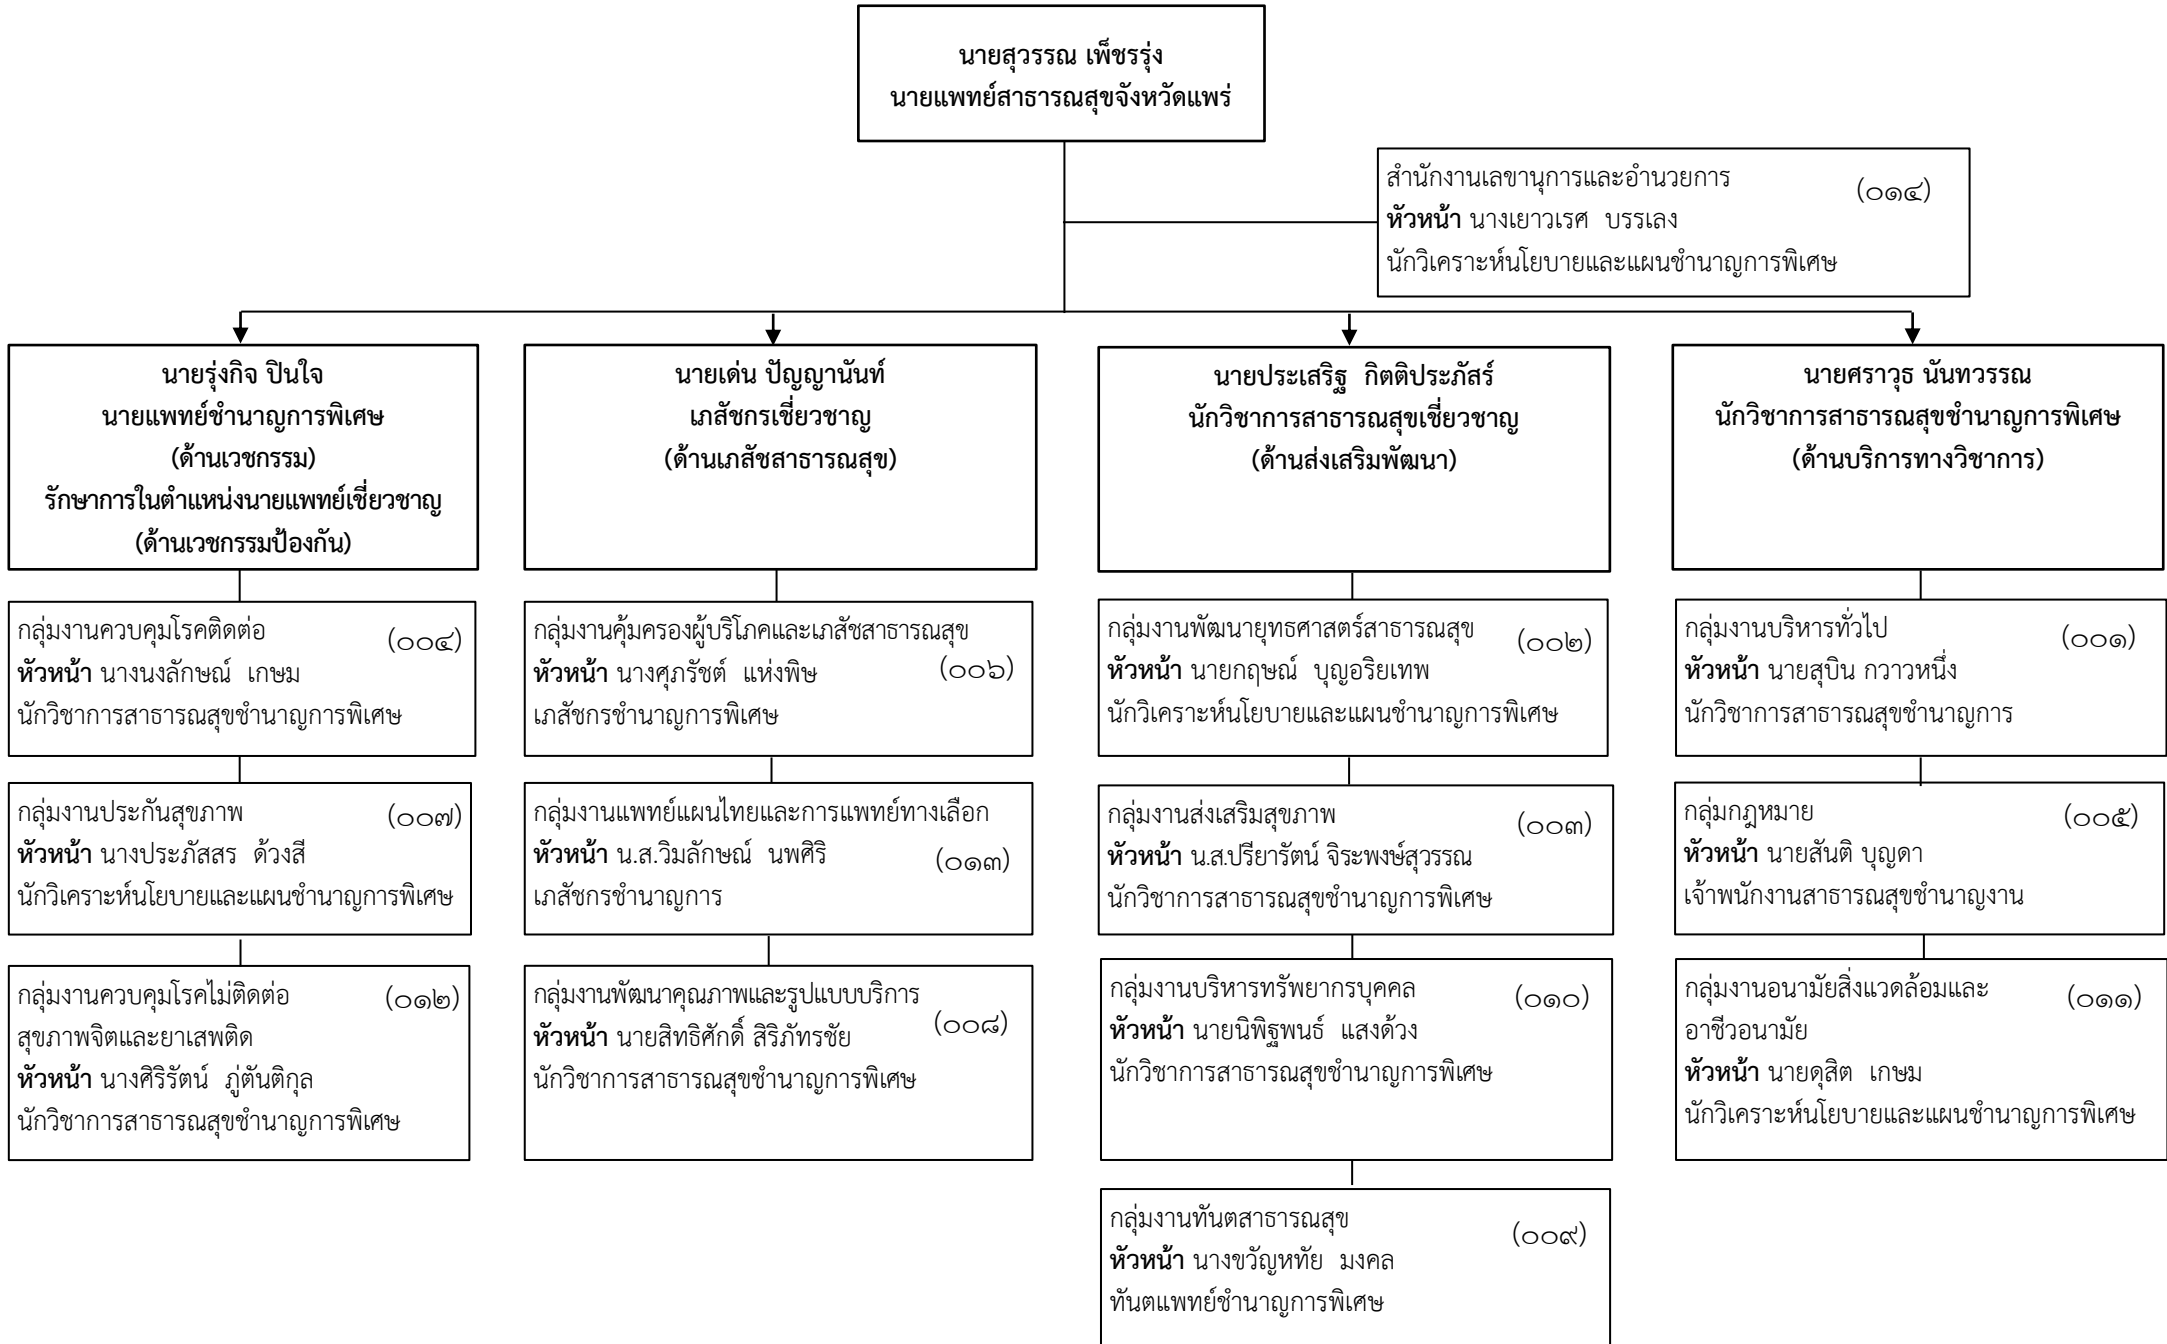 นายสุวรรณ เพ็ชรรุ่ง
นายแพทย์สาธารณสุขจังหวัดแพร่
สำนักงานเลขานุการและอำนวยการ (๐๑๔)
หัวหน้า นางเยาวเรศ บรรเลง
นักวิเคราะห์นโยบายและแผนชำนาญการพิเศษ
นายรุ่งกิจ ปินใจ
นายแพทย์ชำนาญการพิเศษ
(ด้านเวชกรรม)
รักษาการในตำแหน่งนายแพทย์เชี่ยวชาญ
(ด้านเวชกรรมป้องกัน)
นายเด่น ปัญญานันท์
เภสัชกรเชี่ยวชาญ
(ด้านเภสัชสาธารณสุข)
นายประเสริฐ กิตติประภัสร์
นักวิชาการสาธารณสุขเชี่ยวชาญ
(ด้านส่งเสริมพัฒนา)
นายศราวุธ นันทวรรณ
นักวิชาการสาธารณสุขชำนาญการพิเศษ
(ด้านบริการทางวิชาการ)
กลุ่มงานควบคุมโรคติดต่อ (๐๐๔)
หัวหน้า นางนงลักษณ์ เกษม
นักวิชาการสาธารณสุขชำนาญการพิเศษ
กลุ่มงานคุ้มครองผู้บริโภคและเภสัชสาธารณสุข
หัวหน้า นางศุภรัชต์ แห่งพิษ (๐๐๖)
เภสัชกรชำนาญการพิเศษ
กลุ่มงานพัฒนายุทธศาสตร์สาธารณสุข (๐๐๒)
หัวหน้า นายกฤษณ์ บุญอริยเทพ
นักวิเคราะห์นโยบายและแผนชำนาญการพิเศษ
กลุ่มงานบริหารทั่วไป (๐๐๑)
หัวหน้า นายสุบิน กวาวหนึ่ง
นักวิชาการสาธารณสุขชำนาญการ
กลุ่มงานประกันสุขภาพ (๐๐๗)
หัวหน้า นางประภัสสร ด้วงสี
นักวิเคราะห์นโยบายและแผนชำนาญการพิเศษ
กลุ่มงานแพทย์แผนไทยและการแพทย์ทางเลือก
หัวหน้า น.ส.วิมลักษณ์ นพศิริ (๐๑๓)
เภสัชกรชำนาญการ
กลุ่มงานส่งเสริมสุขภาพ (๐๐๓)
หัวหน้า น.ส.ปรียารัตน์ จิระพงษ์สุวรรณ
นักวิชาการสาธารณสุขชำนาญการพิเศษ
กลุ่มกฎหมาย (๐๐๕)
หัวหน้า นายสันติ บุญดา
เจ้าพนักงานสาธารณสุขชำนาญงาน
กลุ่มงานควบคุมโรคไม่ติดต่อ (๐๑๒)
สุขภาพจิตและยาเสพติด
หัวหน้า นางศิริรัตน์ ภู่ตันติกุล
นักวิชาการสาธารณสุขชำนาญการพิเศษ
กลุ่มงานพัฒนาคุณภาพและรูปแบบบริการ
หัวหน้า นายสิทธิศักดิ์ สิริภัทรชัย (๐๐๘)
นักวิชาการสาธารณสุขชำนาญการพิเศษ
กลุ่มงานบริหารทรัพยากรบุคคล (๐๑๐)
หัวหน้า นายนิพิฐพนธ์ แสงด้วง
นักวิชาการสาธารณสุขชำนาญการพิเศษ
กลุ่มงานอนามัยสิ่งแวดล้อมและ (๐๑๑)
อาชีวอนามัย
หัวหน้า นายดุสิต เกษม
นักวิเคราะห์นโยบายและแผนชำนาญการพิเศษ
กลุ่มงานทันตสาธารณสุข (๐๐๙)
หัวหน้า นางขวัญหทัย มงคล
ทันตแพทย์ชำนาญการพิเศษ